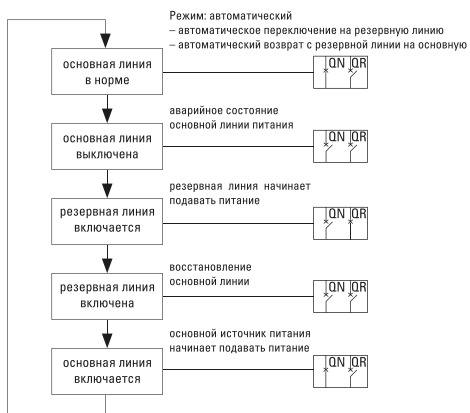 Режим: автоматический
– автоматическое переключение на резервную линию
– автоматический возврат с резервной линии на основную
основная линия
в норме
QN QR
аварийное состояние
основной линии питания
основная линия
выключена
QN QR
резервная линия начинает
подавать питание
резервная линия
включается
QN QR
восстановление
основной линии
резервная линия
включена
QN QR
основной источник питания
начинает подавать питание
основная линия
включается
QN QR